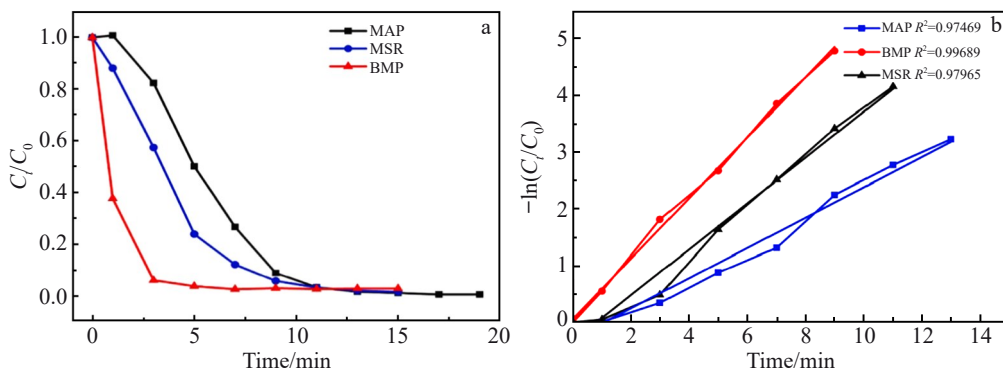 a
MAP
MSR
BMP
1.0
0.8
0.6
0.4
0.2
0.0
Cₜ/C₀
0 5 10 15 20
Time/min
b
MAP R²=0.97469
BMP R²=0.99689
MSR R²=0.97965
5
4
3
2
1
0
−ln(Cₜ/C₀)
0 2 4 6 8 10 12 14
Time/min